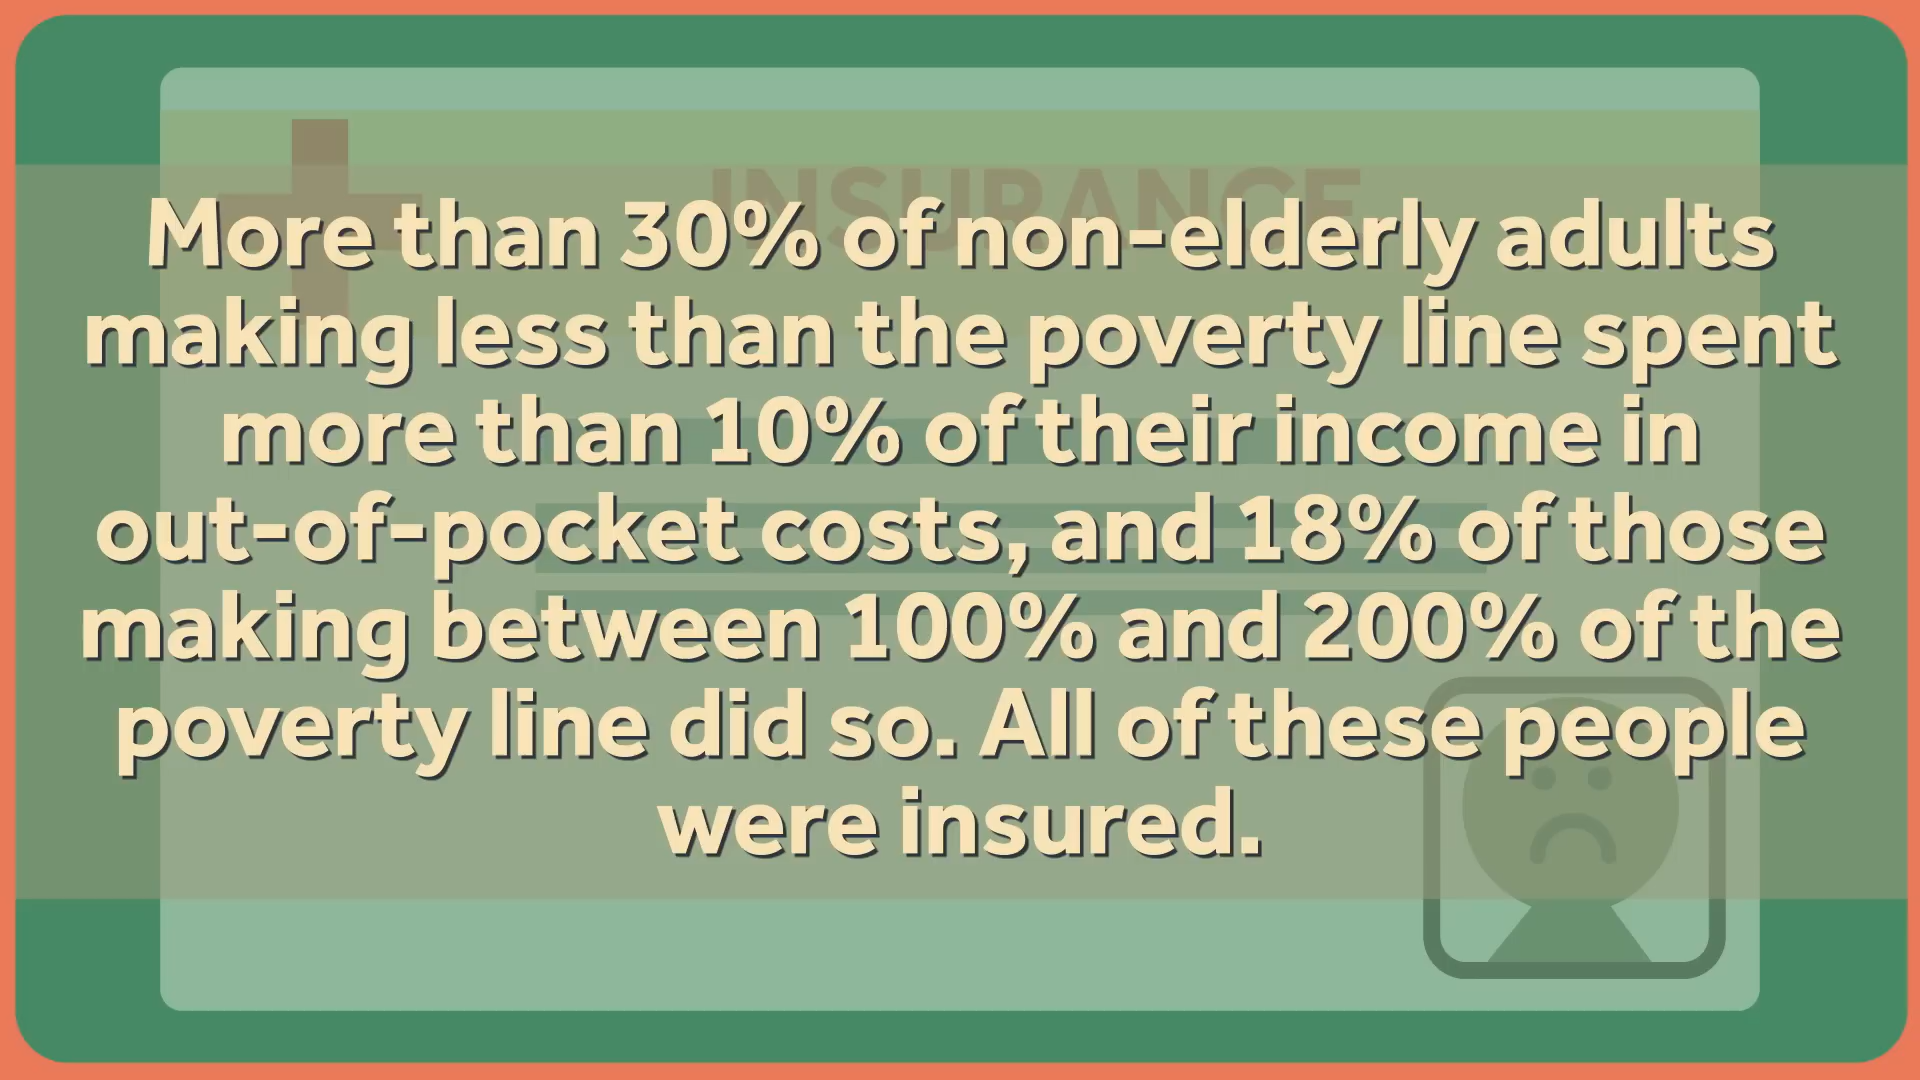 INSURANCE
More than 30% of non-elderly adults
making less than the poverty line spent
more than 10% of their income in
out-of-pocket costs, and 18% of those
making between 100% and 200% of the
poverty line did so. All of these people
were insured.